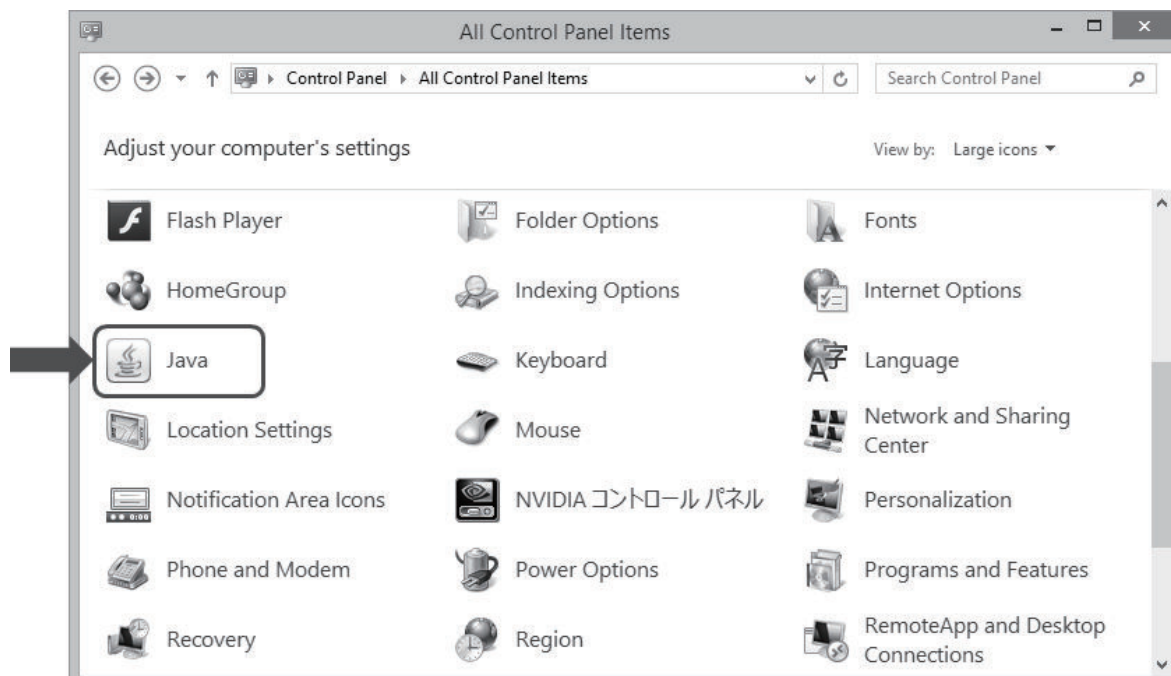 All Control Panel Items
Control Panel All Control Panel Items
Search Control Panel
Adjust your computer's settings
View by: Large icons
Flash Player
Folder Options
Fonts
HomeGroup
Indexing Options
Internet Options
Java
Keyboard
Language
Location Settings
Mouse
Network and Sharing
Center
Notification Area Icons
NVIDIA コントロール パネル
Personalization
Phone and Modem
Power Options
Programs and Features
Recovery
Region
RemoteApp and Desktop
Connections